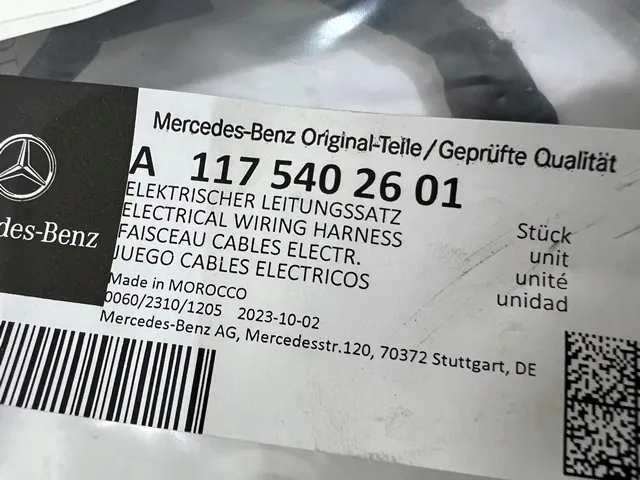 Mercedes-Benz Original-Teile/Geprüfte Qualität
A 117 540 26 01
ELEKTRISCHER LEITUNGSSATZ
ELECTRICAL WIRING HARNESS
FAISCEAU CABLES ELECTR.
JUEGO CABLES ELECTRICOS
Stück
unit
unité
unidad
des-Benz
Made in MOROCCO
0060/2310/1205 2023-10-02
Mercedes-Benz AG, Mercedesstr.120, 70372 Stuttgart, DE